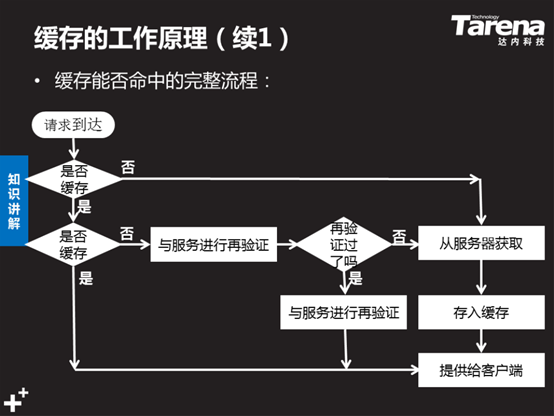 缓存的工作原理（续1）
Technology
Tarena
达内科技
• 缓存能否命中的完整流程：
请求到达
知识讲解
是否
缓存
否
是
是否
缓存
否
与服务进行再验证
再验
证过
了吗
否
从服务器获取
是
是
与服务进行再验证
存入缓存
提供给客户端